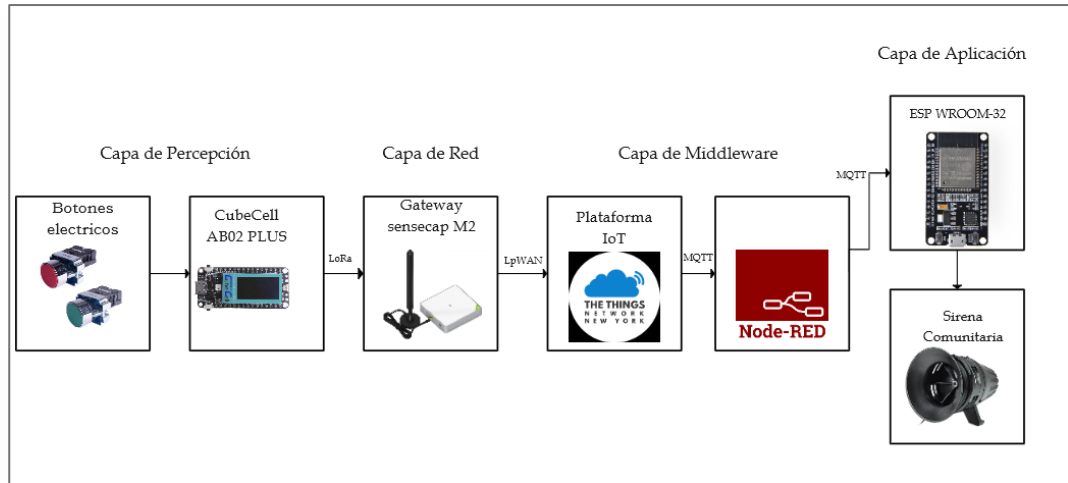 Capa de Aplicación
ESP WROOM-32
MQTT
Capa de Percepción
Capa de Red
Capa de Middleware
Botones
electricos
CubeCell
AB02 PLUS
LoRa
Gateway
sensecap M2
LpWAN
Plataforma
IoT
THE THINGS
NETWORK
NEW YORK
MQTT
Node-RED
Sirena
Comunitaria